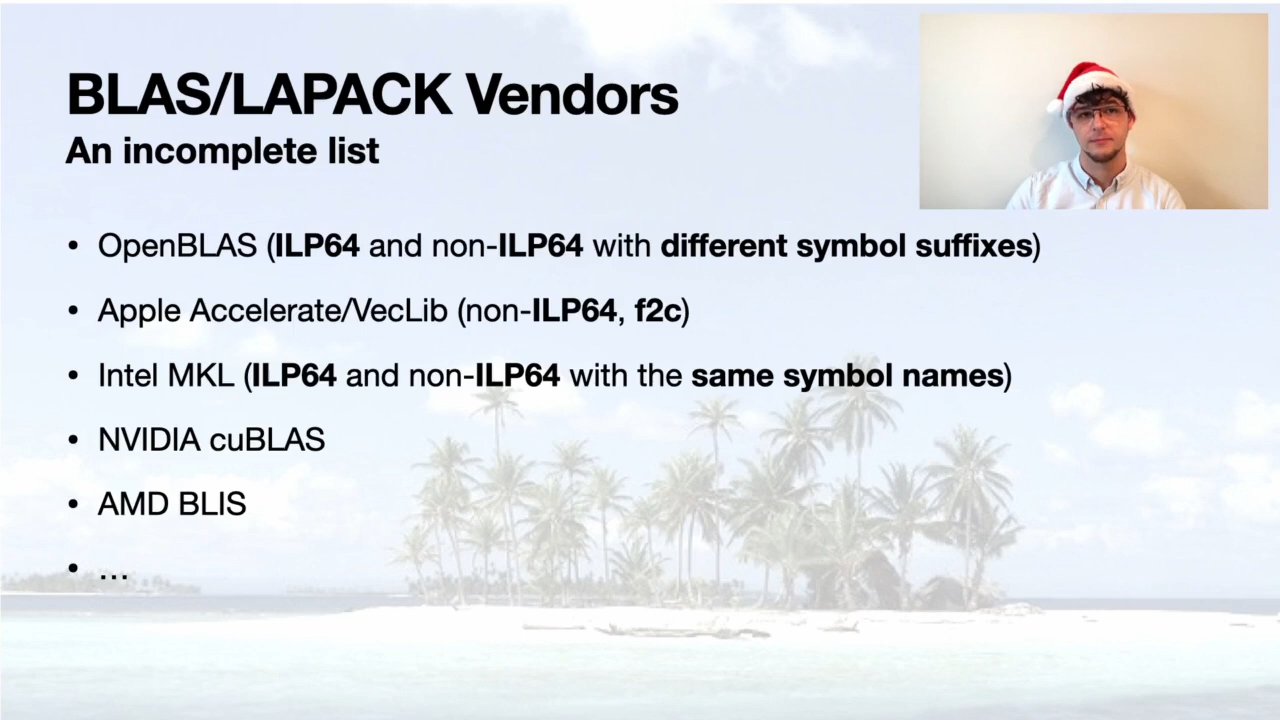 BLAS/LAPACK Vendors
An incomplete list
• OpenBLAS (ILP64 and non-ILP64 with different symbol suffixes)
• Apple Accelerate/VecLib (non-ILP64, f2c)
• Intel MKL (ILP64 and non-ILP64 with the same symbol names)
• NVIDIA cuBLAS
• AMD BLIS
• …